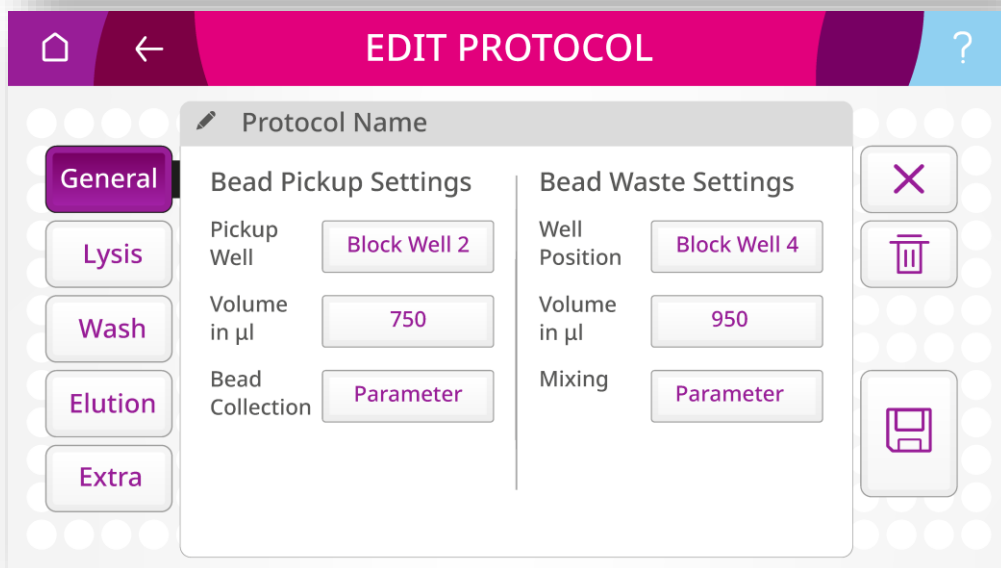 EDIT PROTOCOL
?
Protocol Name
General
Lysis
Wash
Elution
Extra
Bead Pickup Settings
Pickup
Well
Block Well 2
Volume
in µl
750
Bead
Collection
Parameter
Bead Waste Settings
Well
Position
Block Well 4
Volume
in µl
950
Mixing
Parameter